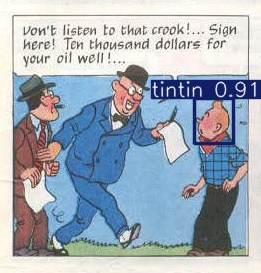 Don't listen to that crook!... Sign
here! Ten thousand dollars for
your oil well!...
tintin 0.91